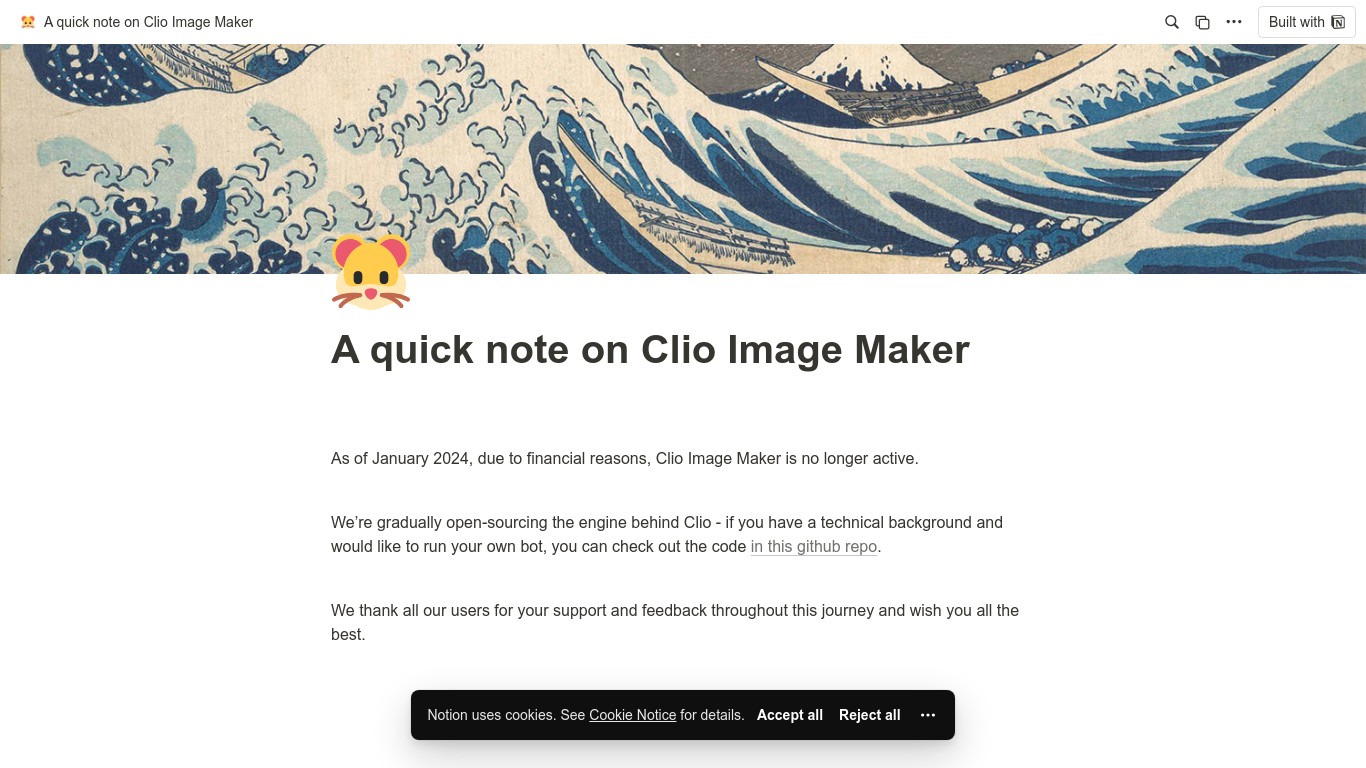 A quick note on Clio Image Maker
Built with
A quick note on Clio Image Maker
As of January 2024, due to financial reasons, Clio Image Maker is no longer active.
We’re gradually open-sourcing the engine behind Clio - if you have a technical background and
would like to run your own bot, you can check out the code in this github repo.
We thank all our users for your support and feedback throughout this journey and wish you all the
best.
Notion uses cookies. See Cookie Notice for details. Accept all Reject all